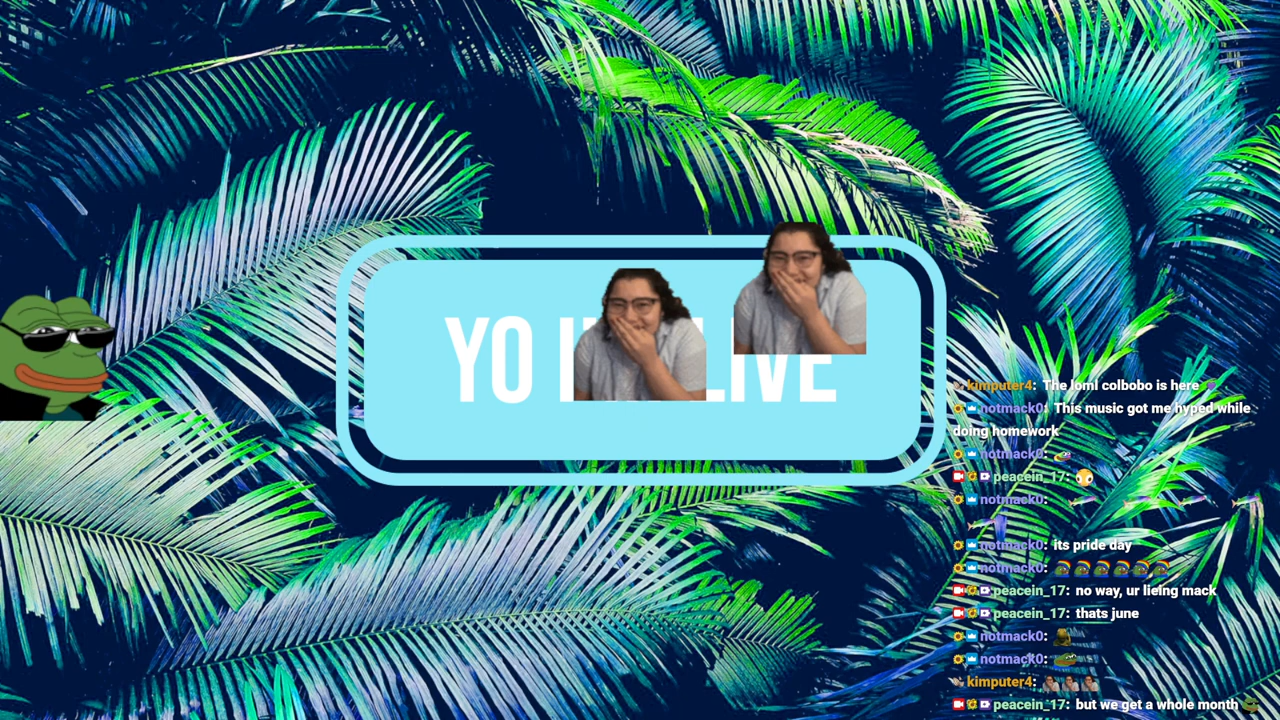 YO LIVE
kimputer4: The loml colbobo is here
notmack0: This music got me hyped while
doing homework
notmack0:
peacein_17:
notmack0:
notmack0: its pride day
notmack0:
peacein_17: no way, ur lieing mack
peacein_17: thats june
notmack0:
notmack0:
kimputer4:
peacein_17: but we get a whole month